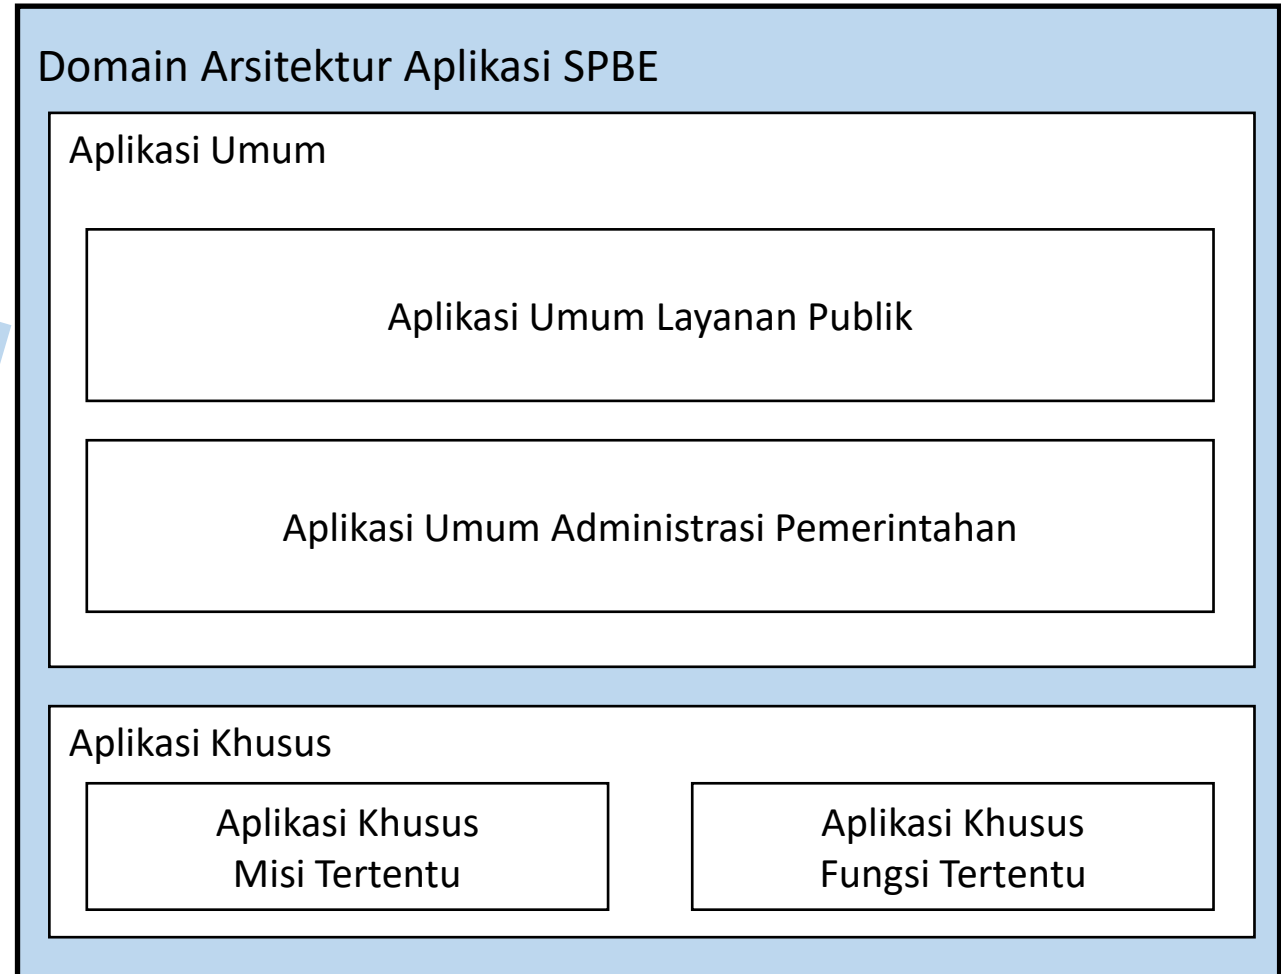 Domain Arsitektur Aplikasi SPBE
Aplikasi Umum
Aplikasi Umum Layanan Publik
Aplikasi Umum Administrasi Pemerintahan
Aplikasi Khusus
Aplikasi Khusus
Misi Tertentu
Aplikasi Khusus
Fungsi Tertentu